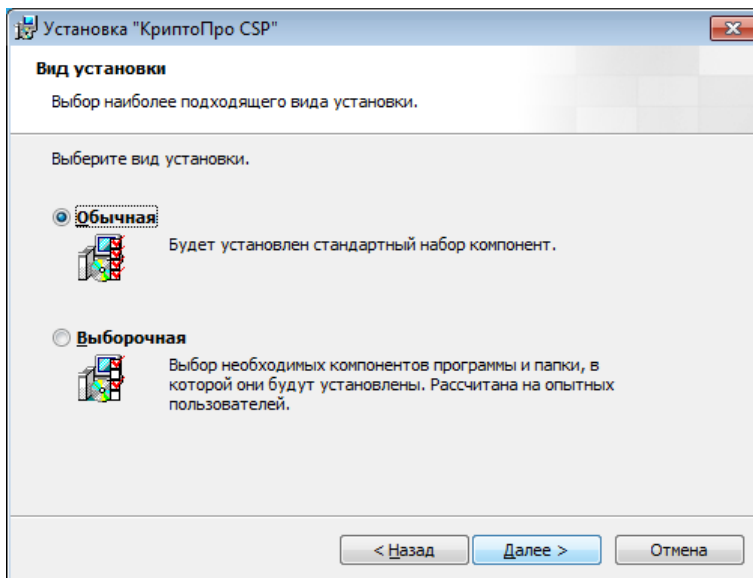 Установка "КриптоПро CSP"
Вид установки
Выбор наиболее подходящего вида установки.
Выберите вид установки.
Обычная
Будет установлен стандартный набор компонент.
Выборочная
Выбор необходимых компонентов программы и папки, в
которой они будут установлены. Рассчитана на опытных
пользователей.
< Назад
Далее >
Отмена